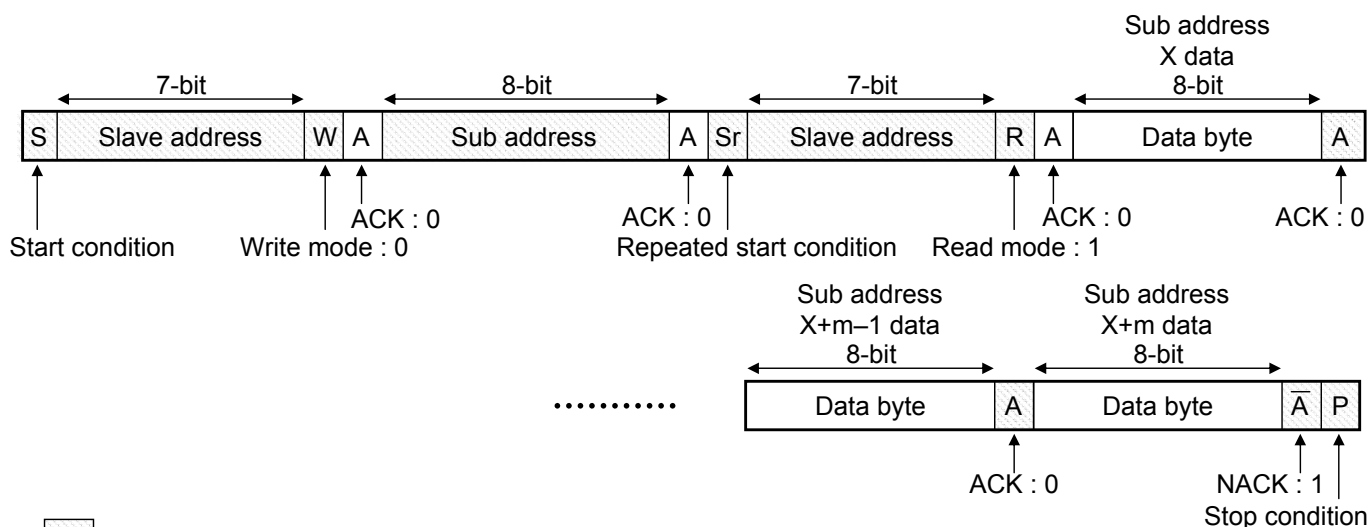 Sub address
X data
7-bit 8-bit 7-bit 8-bit
S Slave address W A Sub address A Sr Slave address R A Data byte A
ACK : 0 ACK : 0 ACK : 0 ACK : 0
Start condition Write mode : 0 Repeated start condition Read mode : 1
Sub address Sub address
X+m–1 data X+m data
8-bit 8-bit
........... Data byte A Data byte A̅ P
ACK : 0 NACK : 1
Stop condition